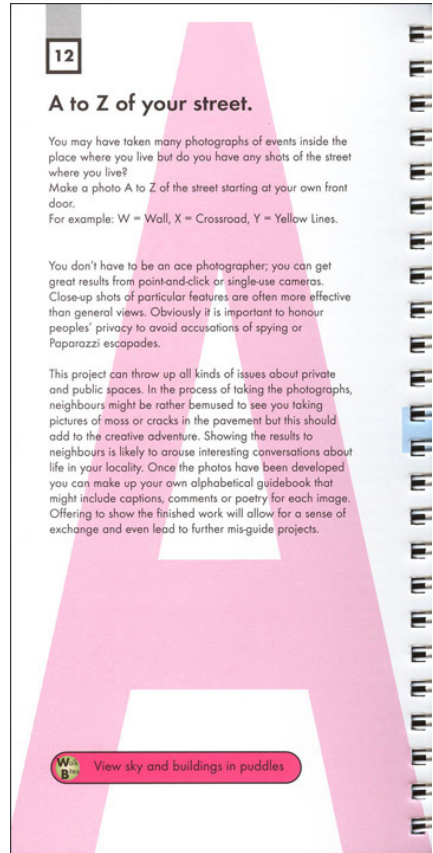 12
A to Z of your street.
You may have taken many photographs of events inside the
place where you live but do you have any shots of the street
where you live?
Make a photo A to Z of the street starting at your own front
door.
For example: W = Wall, X = Crossroad, Y = Yellow Lines.
You don't have to be an ace photographer; you can get
great results from point-and-click or single-use cameras.
Close-up shots of particular features are often more effective
than general views. Obviously it is important to honour
peoples' privacy to avoid accusations of spying or
Paparazzi escapades.
This project can throw up all kinds of issues about private
and public spaces. In the process of taking the photographs,
neighbours might be rather bemused to see you taking
pictures of moss or cracks in the pavement but this should
add to the creative adventure. Showing the results to
neighbours is likely to arouse interesting conversations about
life in your locality. Once the photos have been developed
you can make up your own alphabetical guidebook that
might include captions, comments or poetry for each image.
Offering to show the finished work will allow for a sense of
exchange and even lead to further mis-guide projects.
Walk
Bites
View sky and buildings in puddles
A